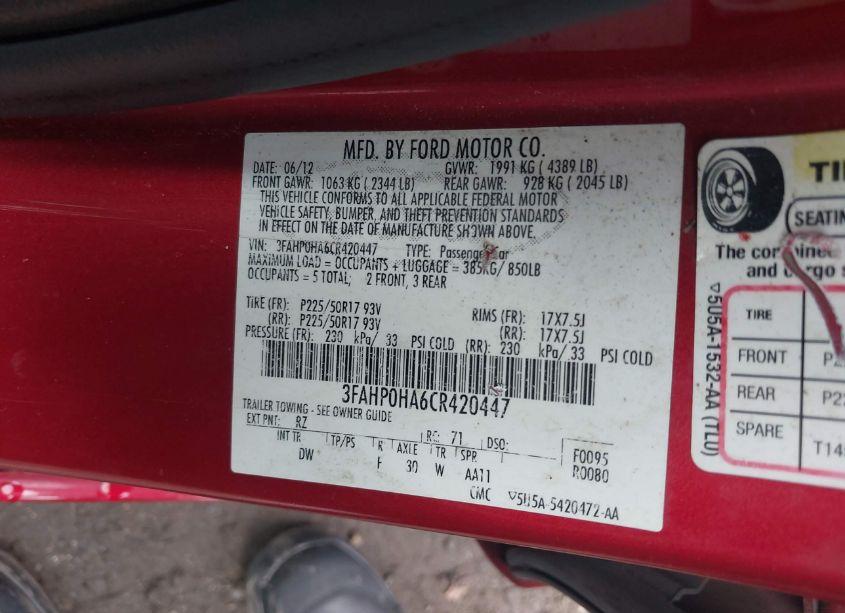 MFD. BY FORD MOTOR CO.
DATE: 06/12 GVWR: 1991 KG ( 4389 LB)
FRONT GAWR: 1063 KG ( 2344 LB) REAR GAWR: 928 KG ( 2045 LB)
THIS VEHICLE CONFORMS TO ALL APPLICABLE FEDERAL MOTOR
VEHICLE SAFETY, BUMPER, AND THEFT PREVENTION STANDARDS
IN EFFECT ON THE DATE OF MANUFACTURE SHOWN ABOVE.
VIN: 3FAHP0HA6CR420447 TYPE: Passenger Car
MAXIMUM LOAD = OCCUPANTS + LUGGAGE = 385KG/ 850LB
OCCUPANTS = 5 TOTAL; 2 FRONT, 3 REAR
TIRE (FR): P225/50R17 93V RIMS (FR): 17X7.5J
(RR): P225/50R17 93V (RR): 17X7.5J
PRESSURE (FR): 230 kPa/ 33 PSI COLD (RR): 230 kPa/ 33 PSI COLD
3FAHP0HA6CR420447
TRAILER TOWING - SEE OWNER GUIDE
EXT PNT: RZ RC: 71 DSO:
INT TR TP/PS R AXLE TR SPR F0095
DW F 30 W AA11 R0080
CMC ▽5U5A-5420472-AA
TI
SEATIN
The combined
and cargo s
TIRE
FRONT P2
REAR P22
SPARE T145
▽5U5A-1532-AA (TLU)